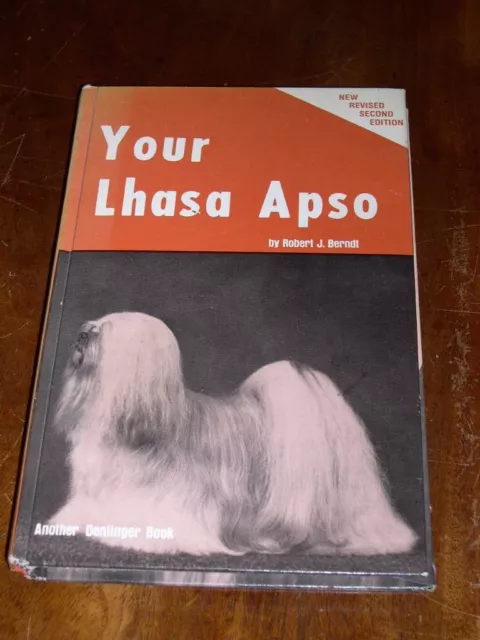 NEW
REVISED
SECOND
EDITION
Your
Lhasa Apso
by Robert J. Berndt
Another Denlinger Book